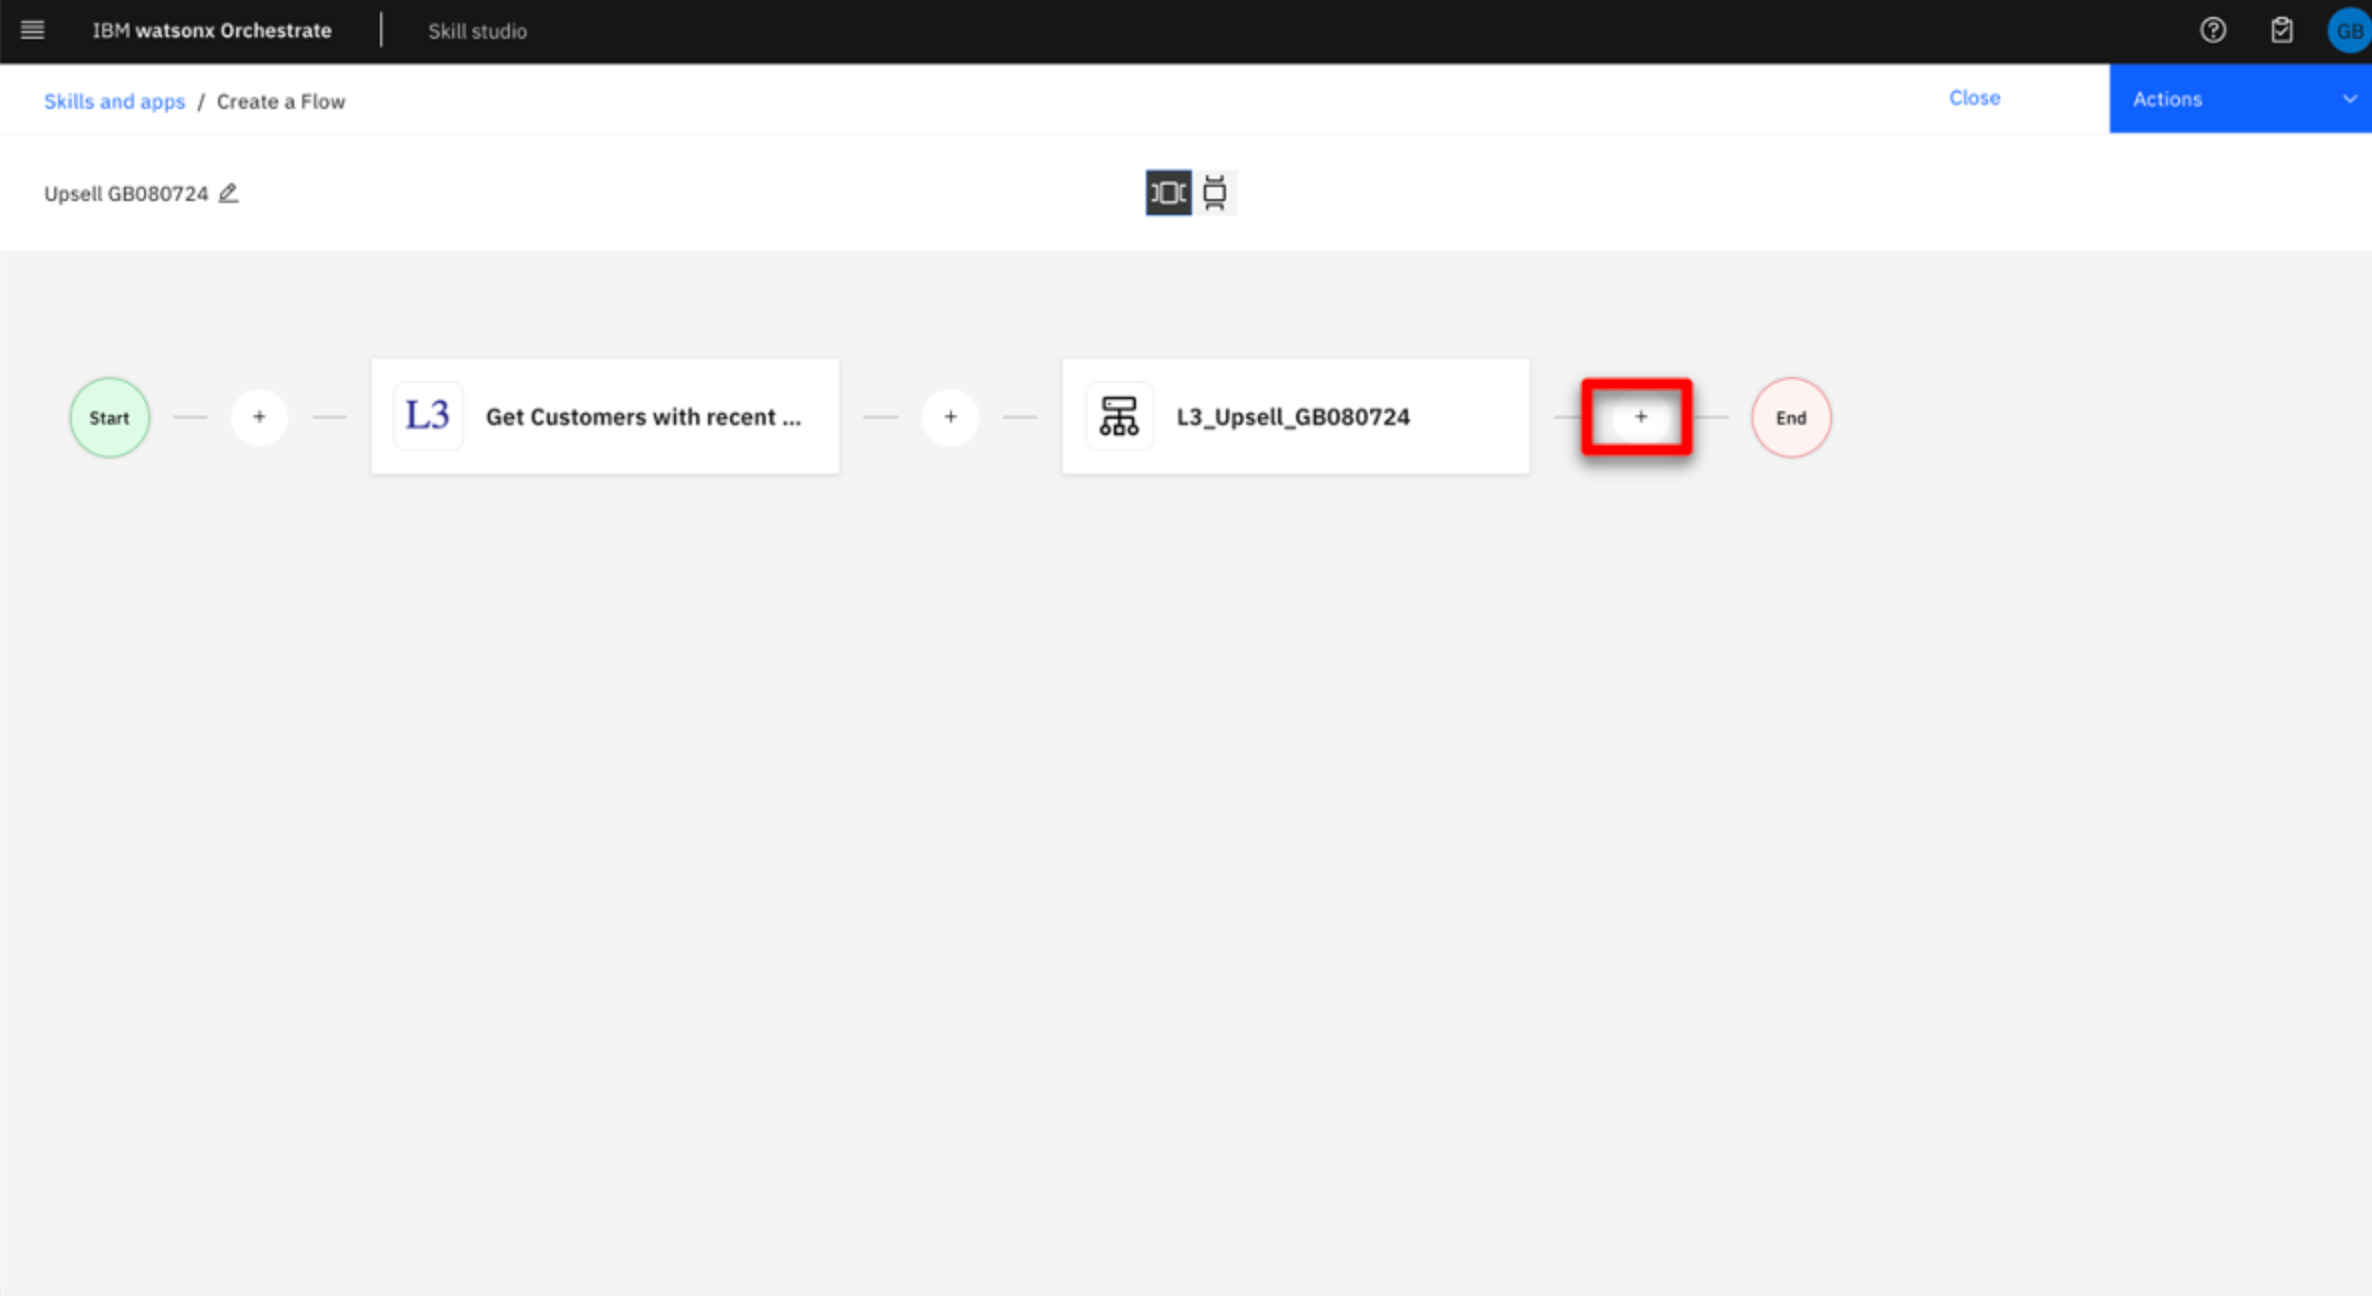 IBM watsonx Orchestrate | Skill studio GB
Skills and apps / Create a Flow Close Actions
Upsell GB080724
Start + L3 Get Customers with recent ... + L3_Upsell_GB080724 + End